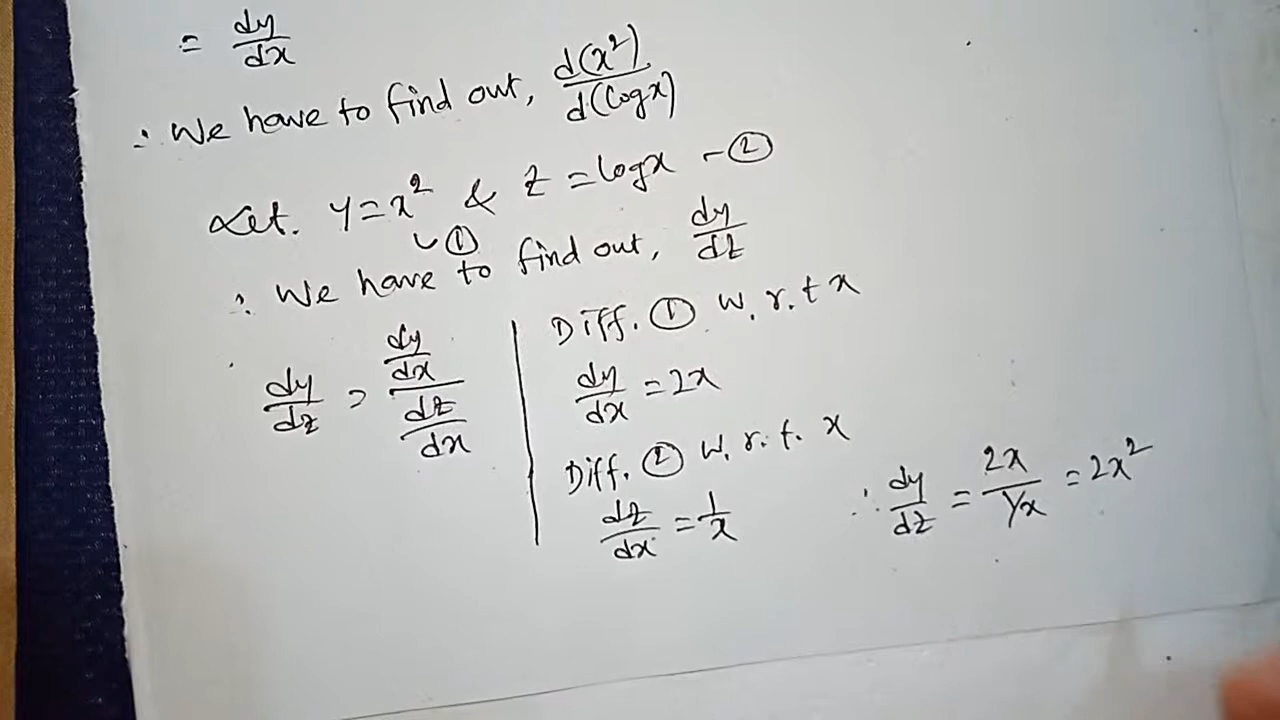 = dy/dx
∴ We have to find out, d(x²)/d(logx)
Let. y=x² & z=logx -②
①
∴ We have to find out, dy/dz
dy/dz = (dy/dx)/(dz/dx)
Diff. ① w.r.t x
dy/dx = 2x
Diff. ② w.r.t. x
dz/dx = 1/x
∴ dy/dz = 2x/(1/x) = 2x²